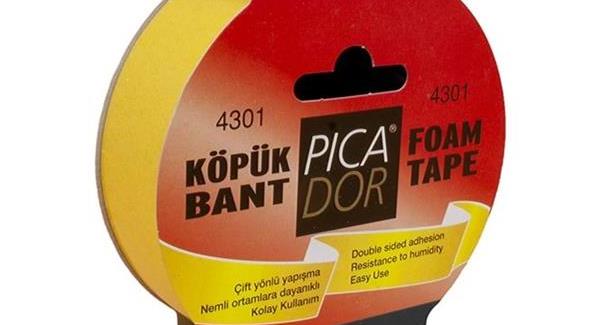 4301
4301
KÖPÜK
BANT
PICA®
DOR
FOAM
TAPE
Çift yönlü yapışma
Nemli ortamlara dayanıklı
Kolay Kullanım
Double sided adhesion
Resistance to humidity
Easy Use